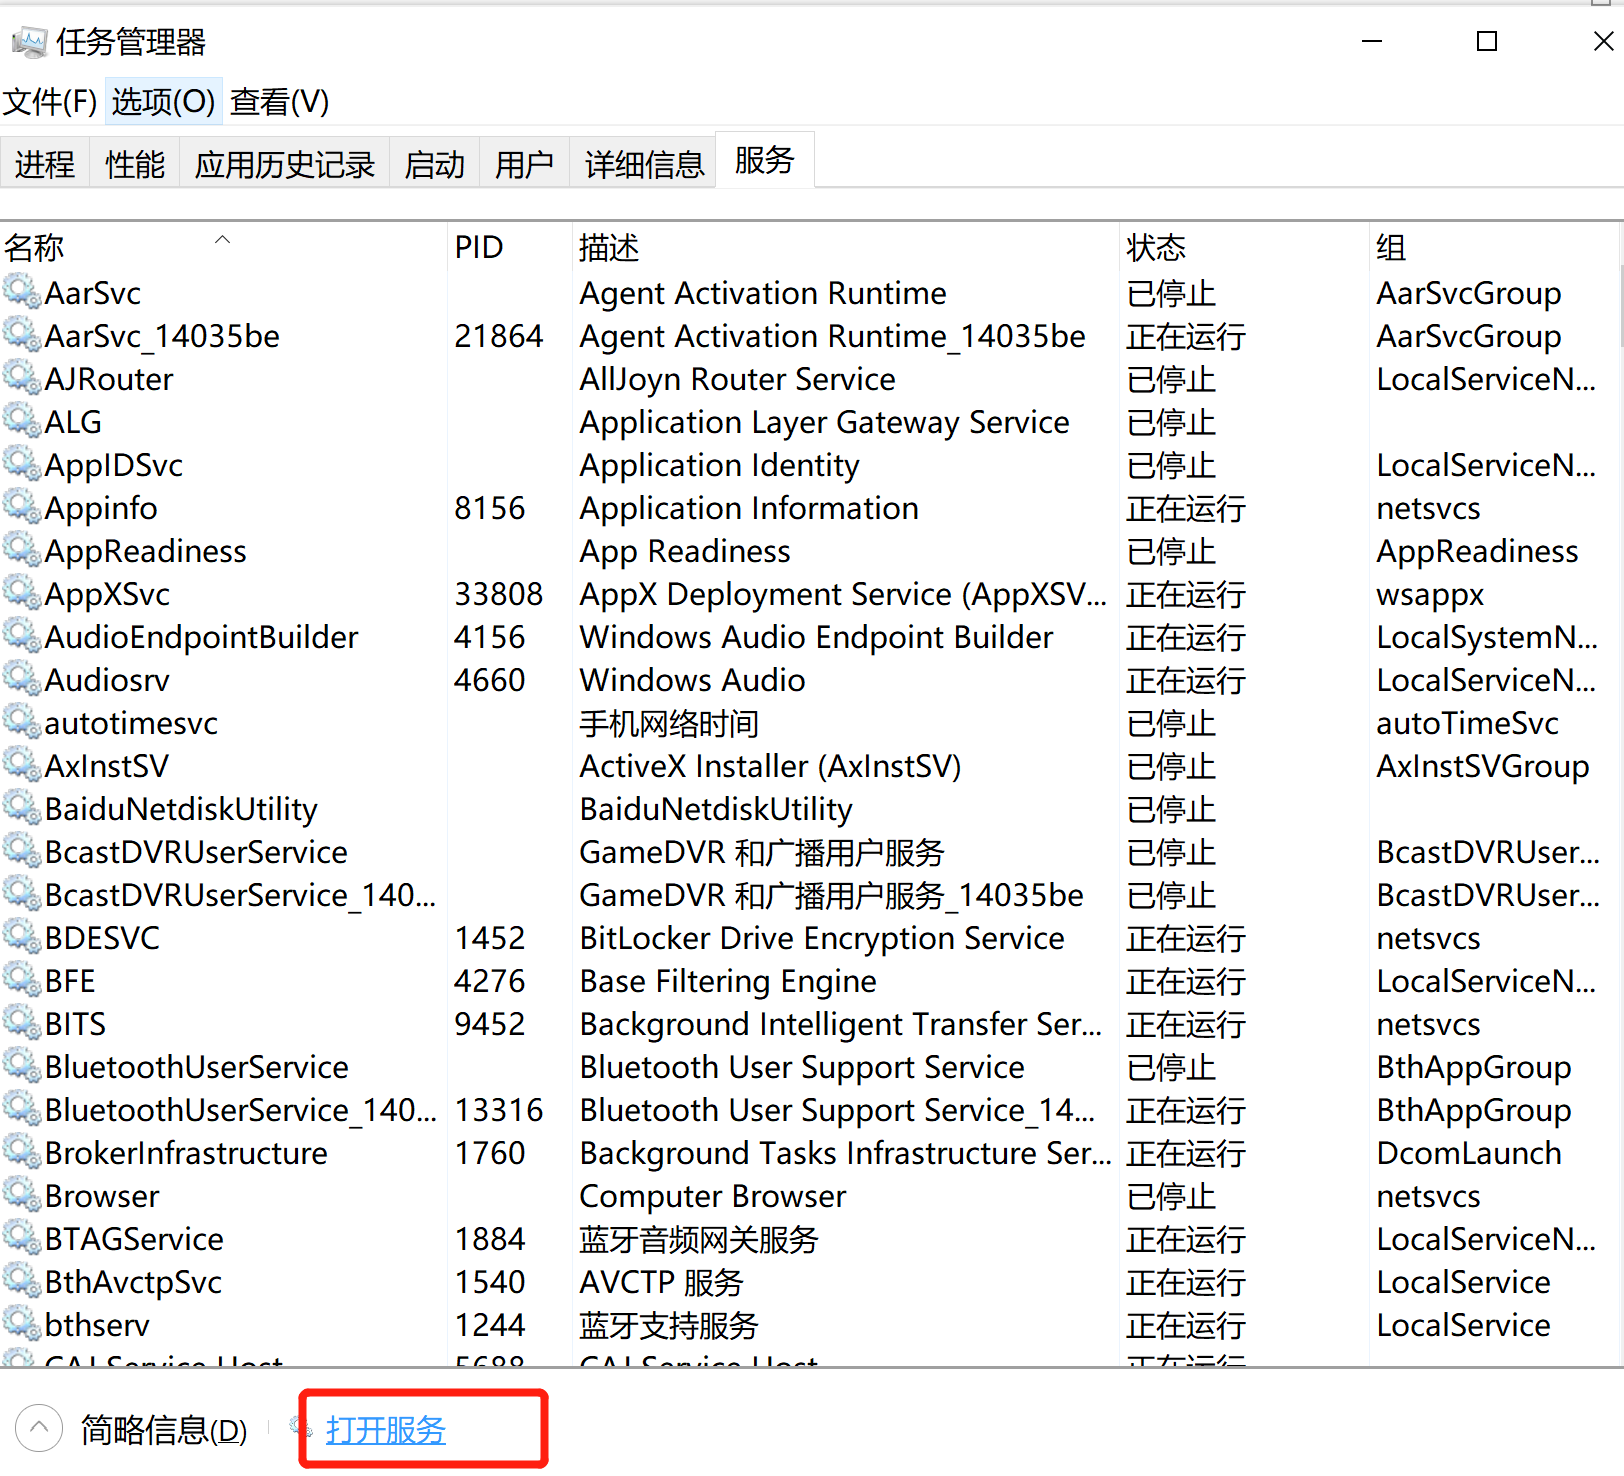 任务管理器
文件(F) 选项(O) 查看(V)
进程 性能 应用历史记录 启动 用户 详细信息 服务
名称 PID 描述 状态 组
AarSvc Agent Activation Runtime 已停止 AarSvcGroup
AarSvc_14035be 21864 Agent Activation Runtime_14035be 正在运行 AarSvcGroup
AJRouter AllJoyn Router Service 已停止 LocalServiceN...
ALG Application Layer Gateway Service 已停止
AppIDSvc Application Identity 已停止 LocalServiceN...
Appinfo 8156 Application Information 正在运行 netsvcs
AppReadiness App Readiness 已停止 AppReadiness
AppXSvc 33808 AppX Deployment Service (AppXSV... 正在运行 wsappx
AudioEndpointBuilder 4156 Windows Audio Endpoint Builder 正在运行 LocalSystemN...
Audiosrv 4660 Windows Audio 正在运行 LocalServiceN...
autotimesvc 手机网络时间 已停止 autoTimeSvc
AxInstSV ActiveX Installer (AxInstSV) 已停止 AxInstSVGroup
BaiduNetdiskUtility BaiduNetdiskUtility 已停止
BcastDVRUserService GameDVR 和广播用户服务 已停止 BcastDVRUser...
BcastDVRUserService_140... GameDVR 和广播用户服务_14035be 已停止 BcastDVRUser...
BDESVC 1452 BitLocker Drive Encryption Service 正在运行 netsvcs
BFE 4276 Base Filtering Engine 正在运行 LocalServiceN...
BITS 9452 Background Intelligent Transfer Ser... 正在运行 netsvcs
BluetoothUserService Bluetooth User Support Service 已停止 BthAppGroup
BluetoothUserService_140... 13316 Bluetooth User Support Service_14... 正在运行 BthAppGroup
BrokerInfrastructure 1760 Background Tasks Infrastructure Ser... 正在运行 DcomLaunch
Browser Computer Browser 已停止 netsvcs
BTAGService 1884 蓝牙音频网关服务 正在运行 LocalServiceN...
BthAvctpSvc 1540 AVCTP 服务 正在运行 LocalService
bthserv 1244 蓝牙支持服务 正在运行 LocalService
CAJ Service Host 5688 CAJ Service Host 正在运行
简略信息(D) 打开服务